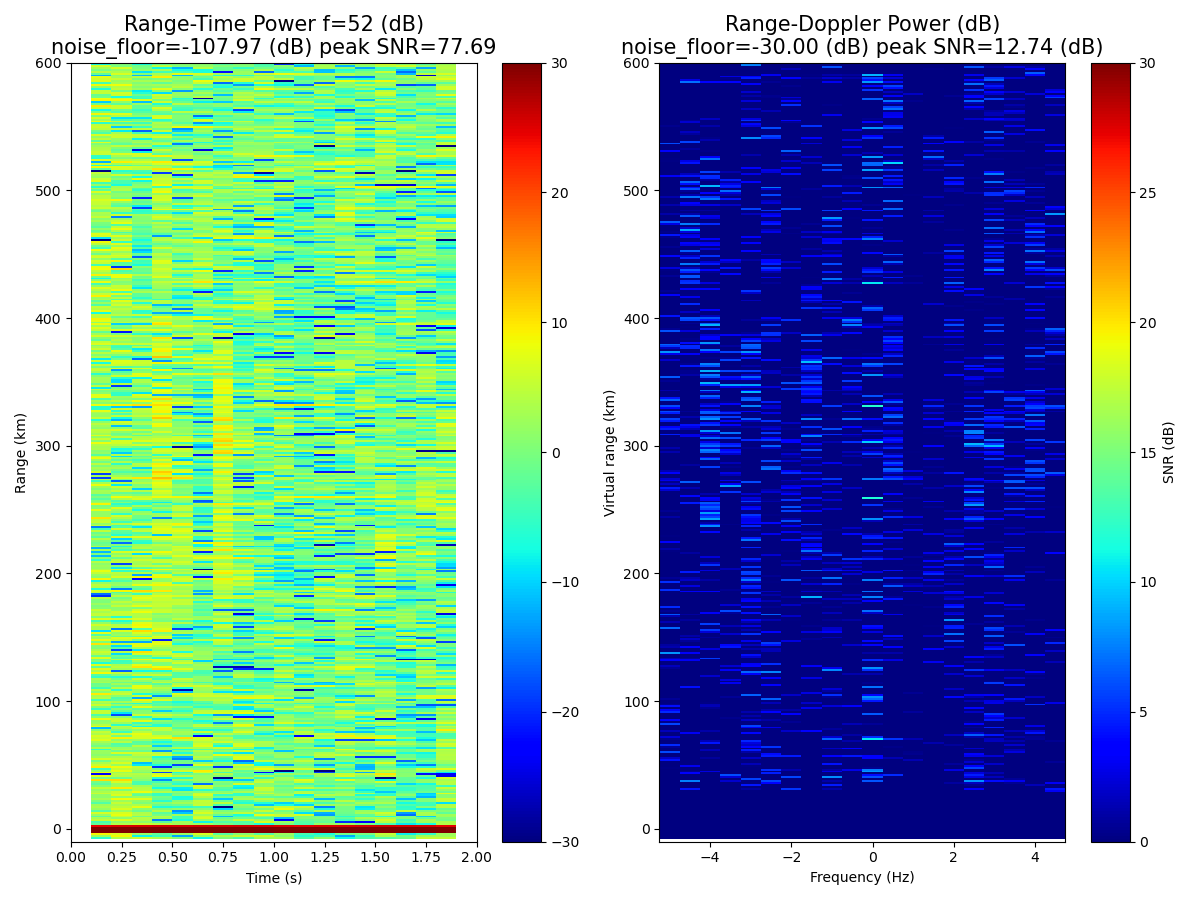 Range-Time Power f=52 (dB)
noise_floor=-107.97 (dB) peak SNR=77.69
600
500
400
300
200
100
0
Range (km)
0.00 0.25 0.50 0.75 1.00 1.25 1.50 1.75 2.00
Time (s)
30
20
10
0
−10
−20
−30
Range-Doppler Power (dB)
noise_floor=-30.00 (dB) peak SNR=12.74 (dB)
600
500
400
300
200
100
0
Virtual range (km)
−4 −2 0 2 4
Frequency (Hz)
30
25
20
15
10
5
0
SNR (dB)